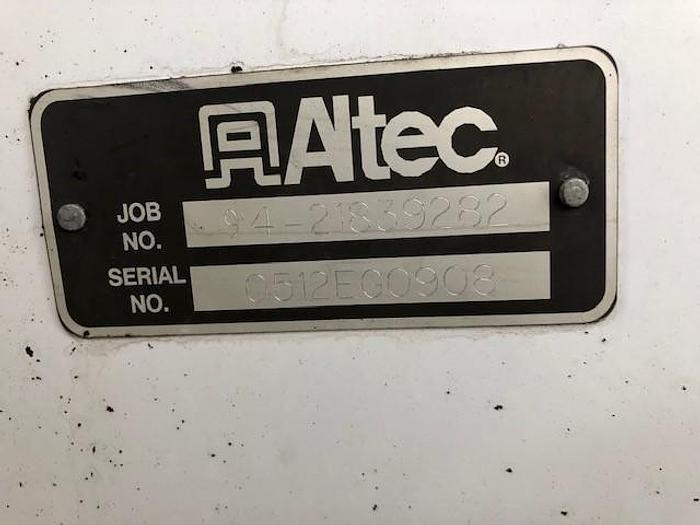 Altec®
JOB NO. 94-21839282
SERIAL NO. 0512EG0908